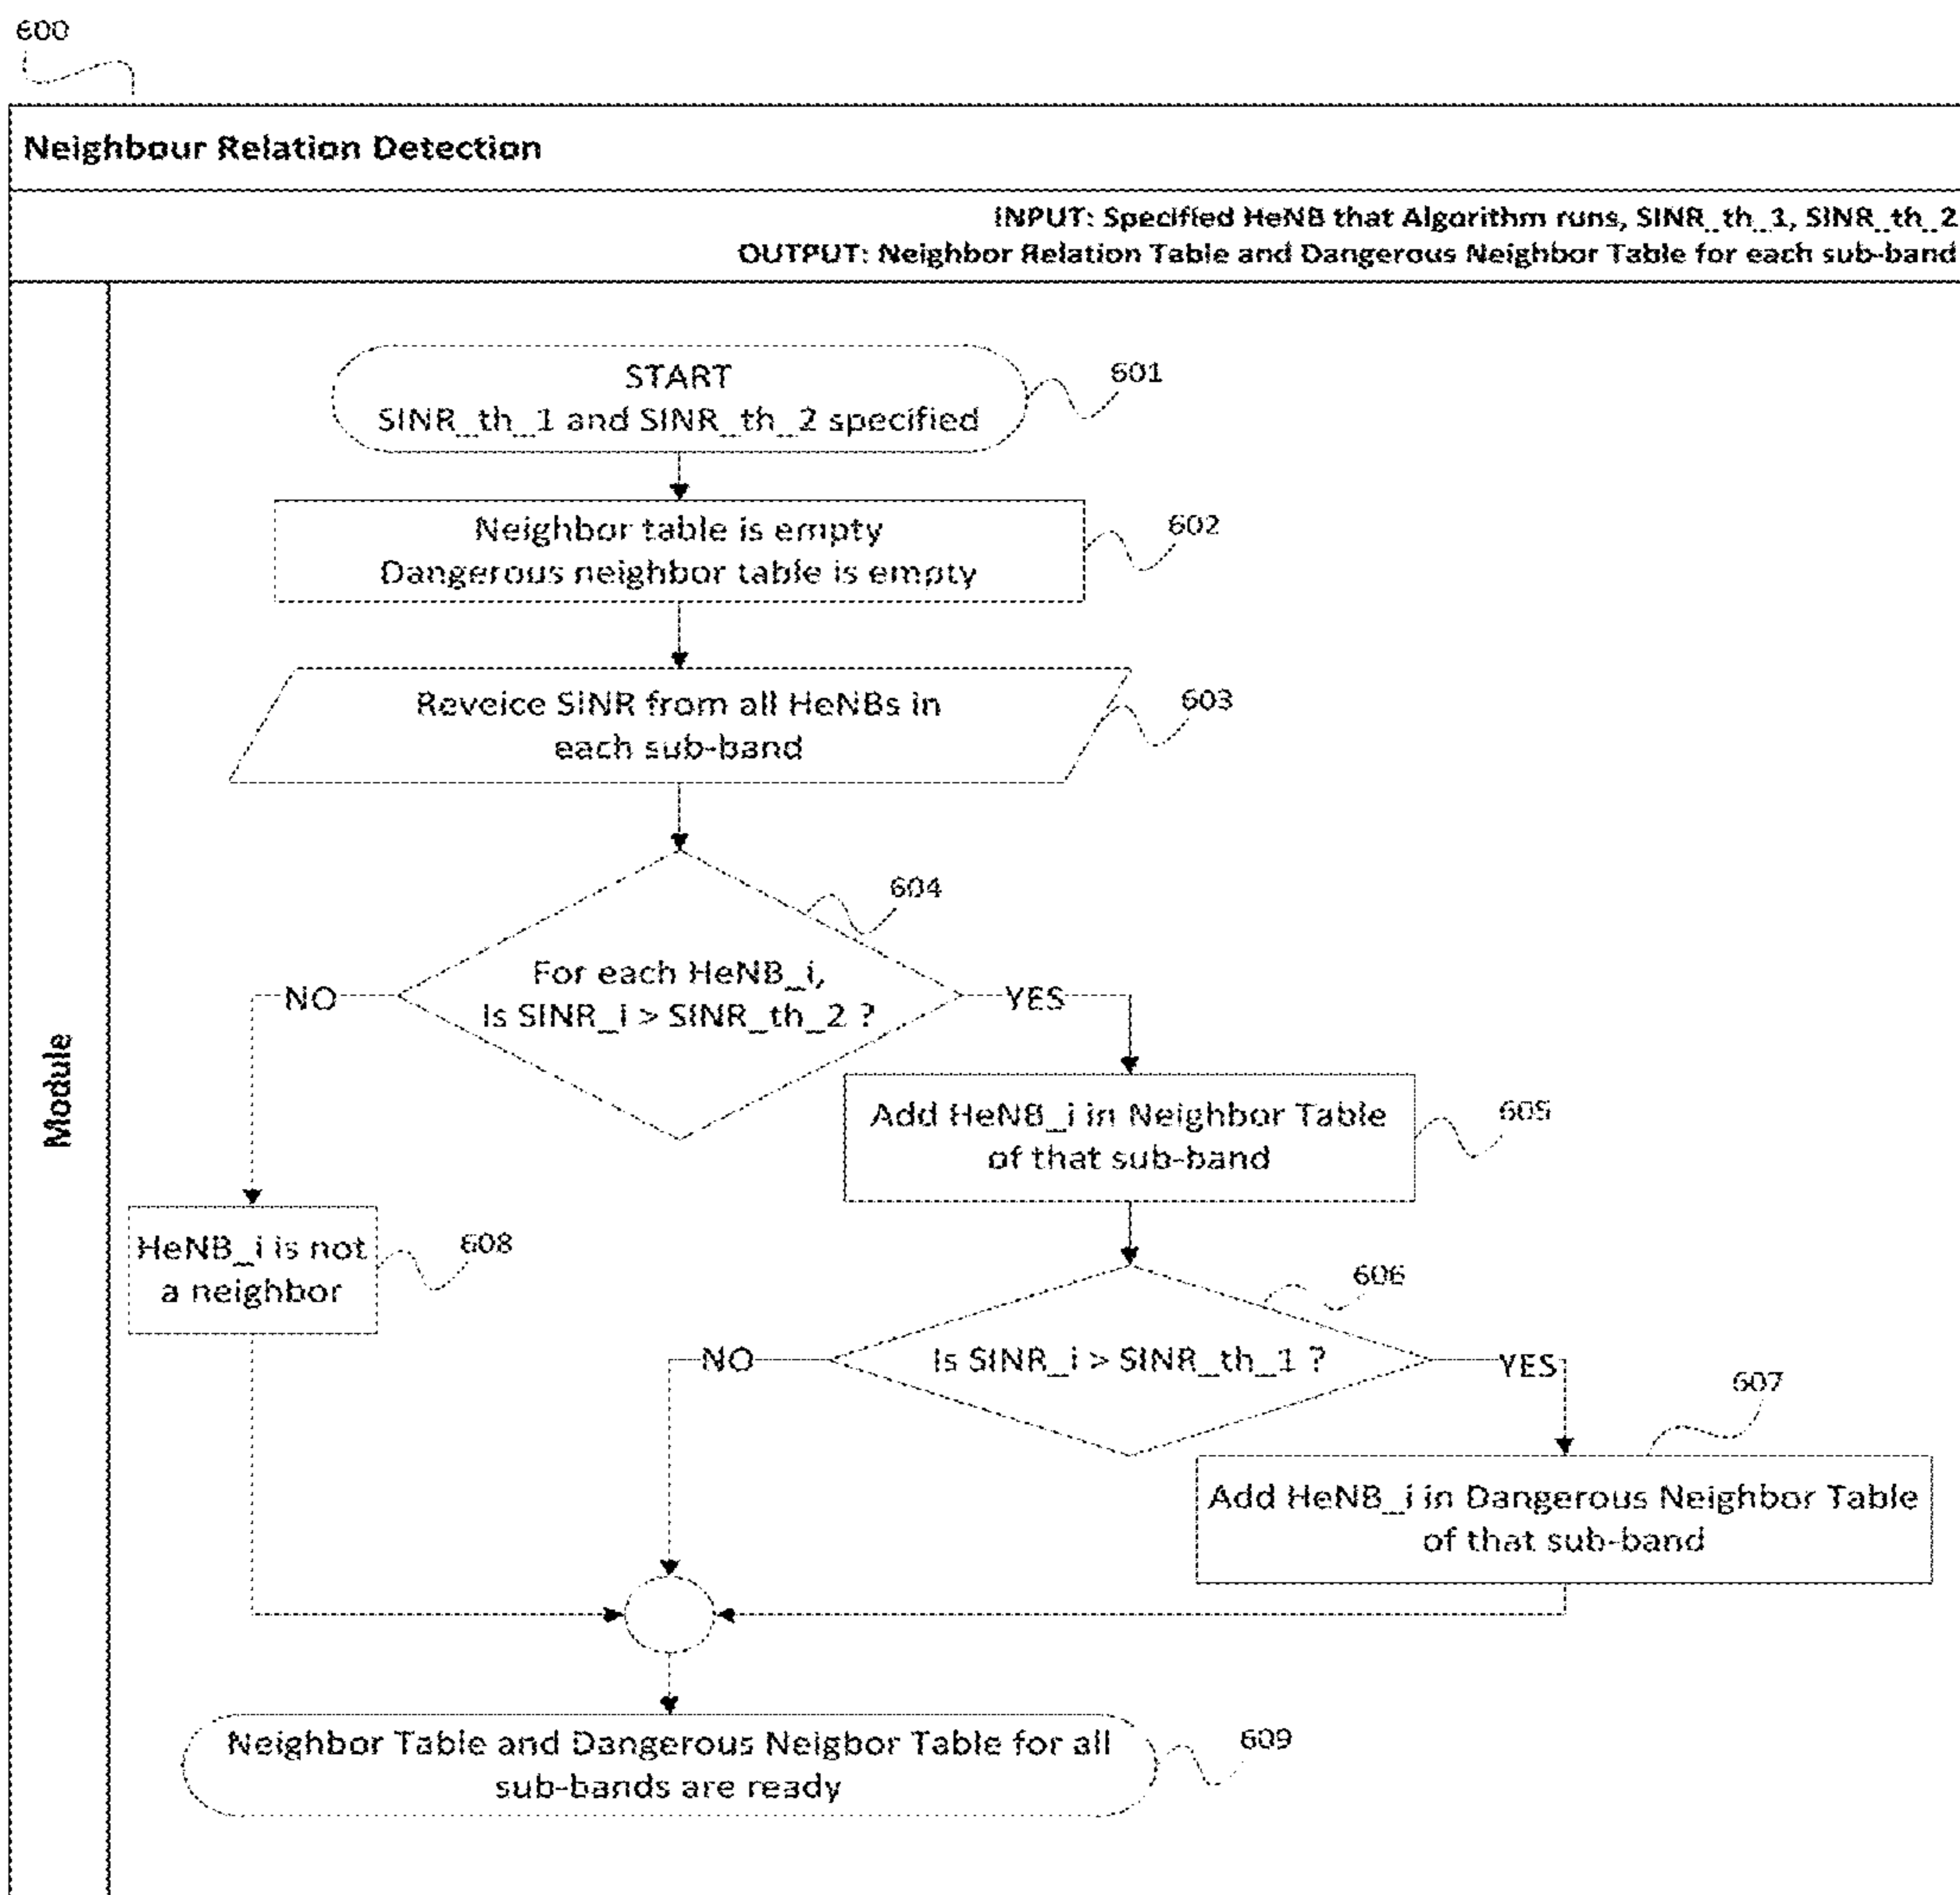 600
Neighbour Relation Detection
INPUT: Specified HeNB that Algorithm runs, SINR_th_1, SINR_th_2
OUTPUT: Neighbor Relation Table and Dangerous Neighbor Table for each sub-band
Module
START
SINR_th_1 and SINR_th_2 specified
601
Neighbor table is empty
Dangerous neighbor table is empty
602
Reveice SINR from all HeNBs in
each sub-band
603
604
For each HeNB_i,
Is SINR_i > SINR_th_2 ?
NO
YES
Add HeNB_i in Neighbor Table
of that sub-band
605
HeNB_i is not
a neighbor
608
606
Is SINR_i > SINR_th_1 ?
NO
YES
607
Add HeNB_i in Dangerous Neighbor Table
of that sub-band
Neighbor Table and Dangerous Neigbor Table for all
sub-bands are ready
609